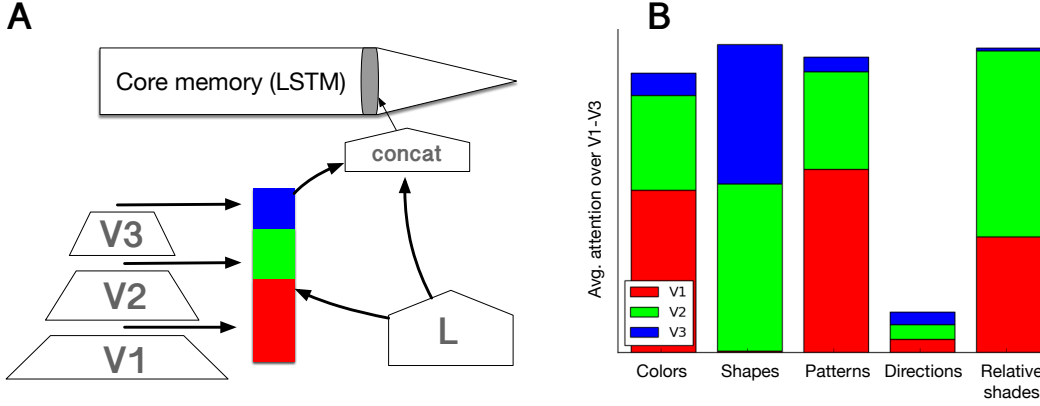 A
Core memory (LSTM)
concat
V3
V2
V1
L
B
Avg. attention over V1-V3
V1
V2
V3
Colors
Shapes
Patterns
Directions
Relative
shades